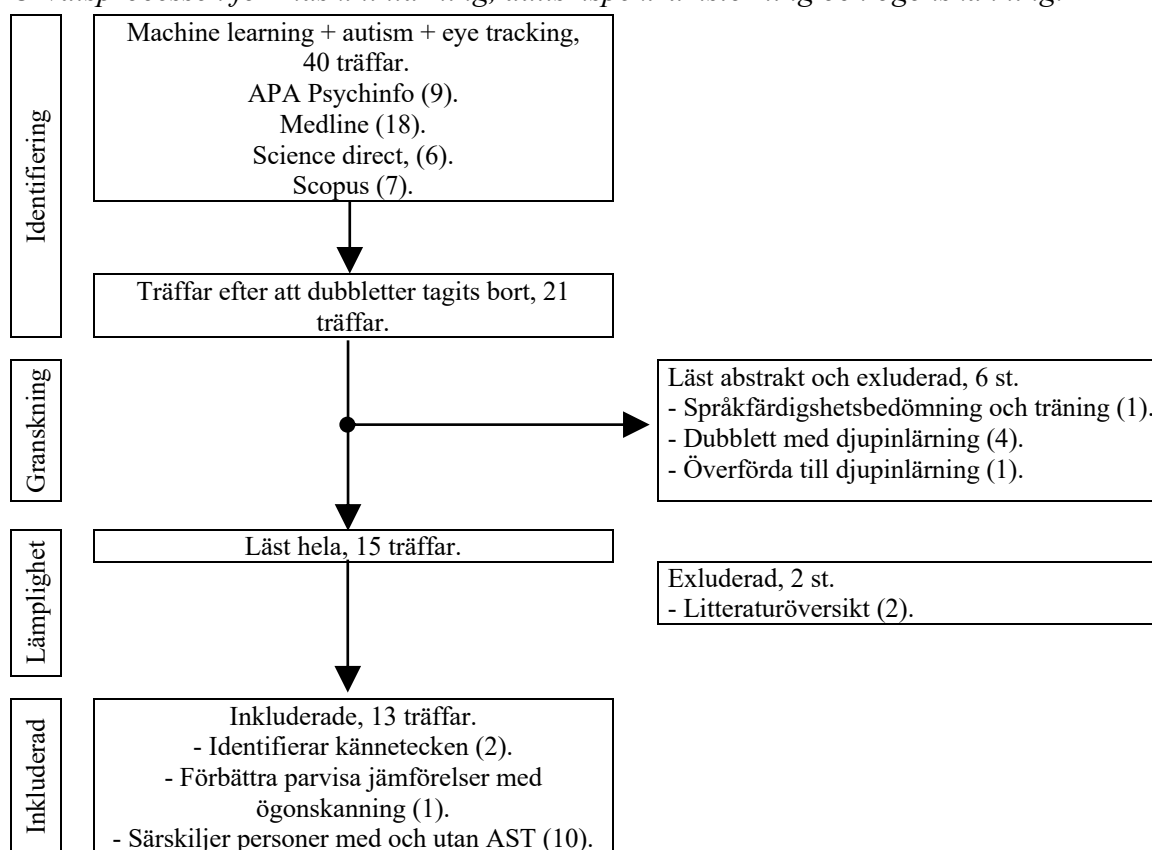 Machine learning + autism + eye tracking,
40 träffar.
APA Psychinfo (9).
Medline (18).
Science direct, (6).
Scopus (7).
Identifiering
Träffar efter att dubbletter tagits bort, 21
träffar.
Granskning
Läst abstrakt och exluderad, 6 st.
- Språkfärdigshetsbedömning och träning (1).
- Dubblett med djupinlärning (4).
- Överförda till djupinlärning (1).
Lämplighet
Läst hela, 15 träffar.
Exluderad, 2 st.
- Litteraturöversikt (2).
Inkluderad
Inkluderade, 13 träffar.
- Identifierar kännetecken (2).
- Förbättra parvisa jämförelser med
ögonskanning (1).
- Särskiljer personer med och utan AST (10).